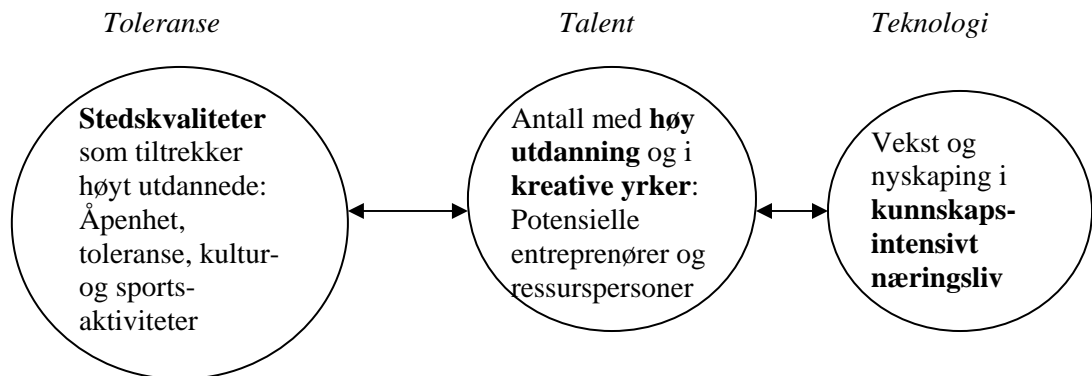 Toleranse
Talent
Teknologi
Stedskvaliteter
som tiltrekker
høyt utdannede:
Åpenhet,
toleranse, kultur-
og sports-
aktiviteter
Antall med høy
utdanning og i
kreative yrker:
Potensielle
entreprenører og
ressurspersoner
Vekst og
nyskaping i
kunnskaps-
intensivt
næringsliv